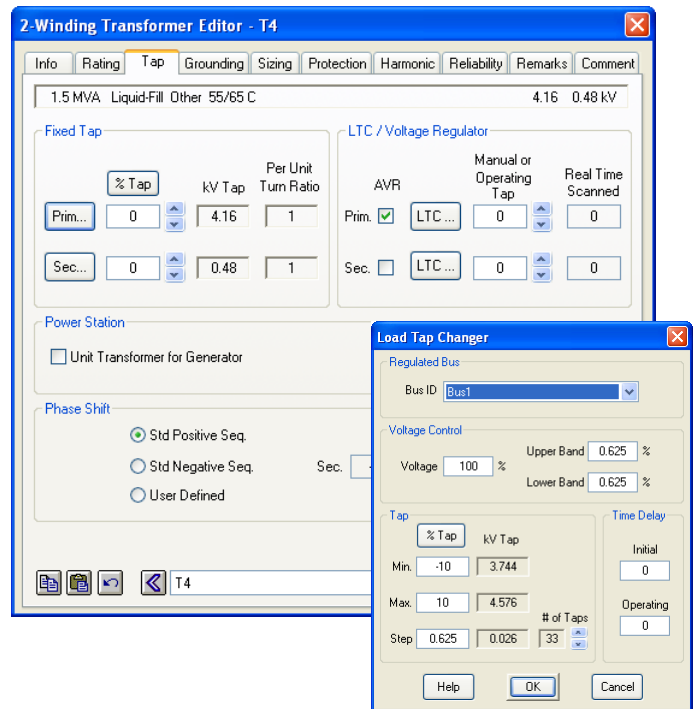 2-Winding Transformer Editor - T4
Info Rating Tap Grounding Sizing Protection Harmonic Reliability Remarks Comment
1.5 MVA Liquid-Fill Other 55/65 C 4.16 0.48 kV
Fixed Tap
% Tap
kV Tap
Per Unit
Turn Ratio
Prim... 0 4.16 1
Sec... 0 0.48 1
LTC / Voltage Regulator
AVR
Manual or
Operating
Tap
Real Time
Scanned
Prim. LTC ... 0 0
Sec. LTC ... 0 0
Power Station
Unit Transformer for Generator
Phase Shift
Std Positive Seq.
Std Negative Seq.
User Defined
Sec.
T4
Load Tap Changer
Regulated Bus
Bus ID Bus1
Voltage Control
Voltage 100 %
Upper Band 0.625 %
Lower Band 0.625 %
Tap
% Tap kV Tap
Min. -10 3.744
Max. 10 4.576
# of Taps
Step 0.625 0.026 33
Time Delay
Initial
0
Operating
0
Help OK Cancel